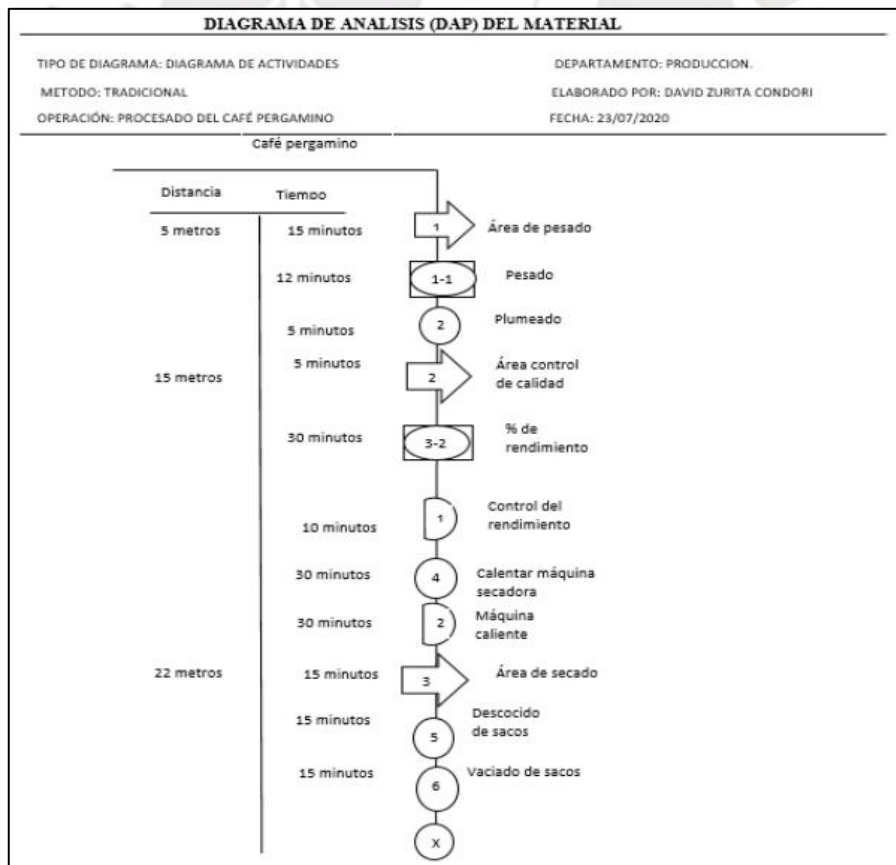 DIAGRAMA DE ANALISIS (DAP) DEL MATERIAL
TIPO DE DIAGRAMA: DIAGRAMA DE ACTIVIDADES
DEPARTAMENTO: PRODUCCION.
METODO: TRADICIONAL
ELABORADO POR: DAVID ZURITA CONDORI
OPERACIÓN: PROCESADO DEL CAFÉ PERGAMINO
FECHA: 23/07/2020
Café pergamino
Distancia
Tiempo
5 metros
15 minutos
1
Área de pesado
12 minutos
1-1
Pesado
5 minutos
2
Plumeado
15 metros
5 minutos
2
Área control
de calidad
30 minutos
3-2
% de
rendimiento
10 minutos
1
Control del
rendimiento
30 minutos
4
Calentar máquina
secadora
30 minutos
2
Máquina
caliente
22 metros
15 minutos
3
Área de secado
15 minutos
5
Descocido
de sacos
15 minutos
6
Vaciado de sacos
X